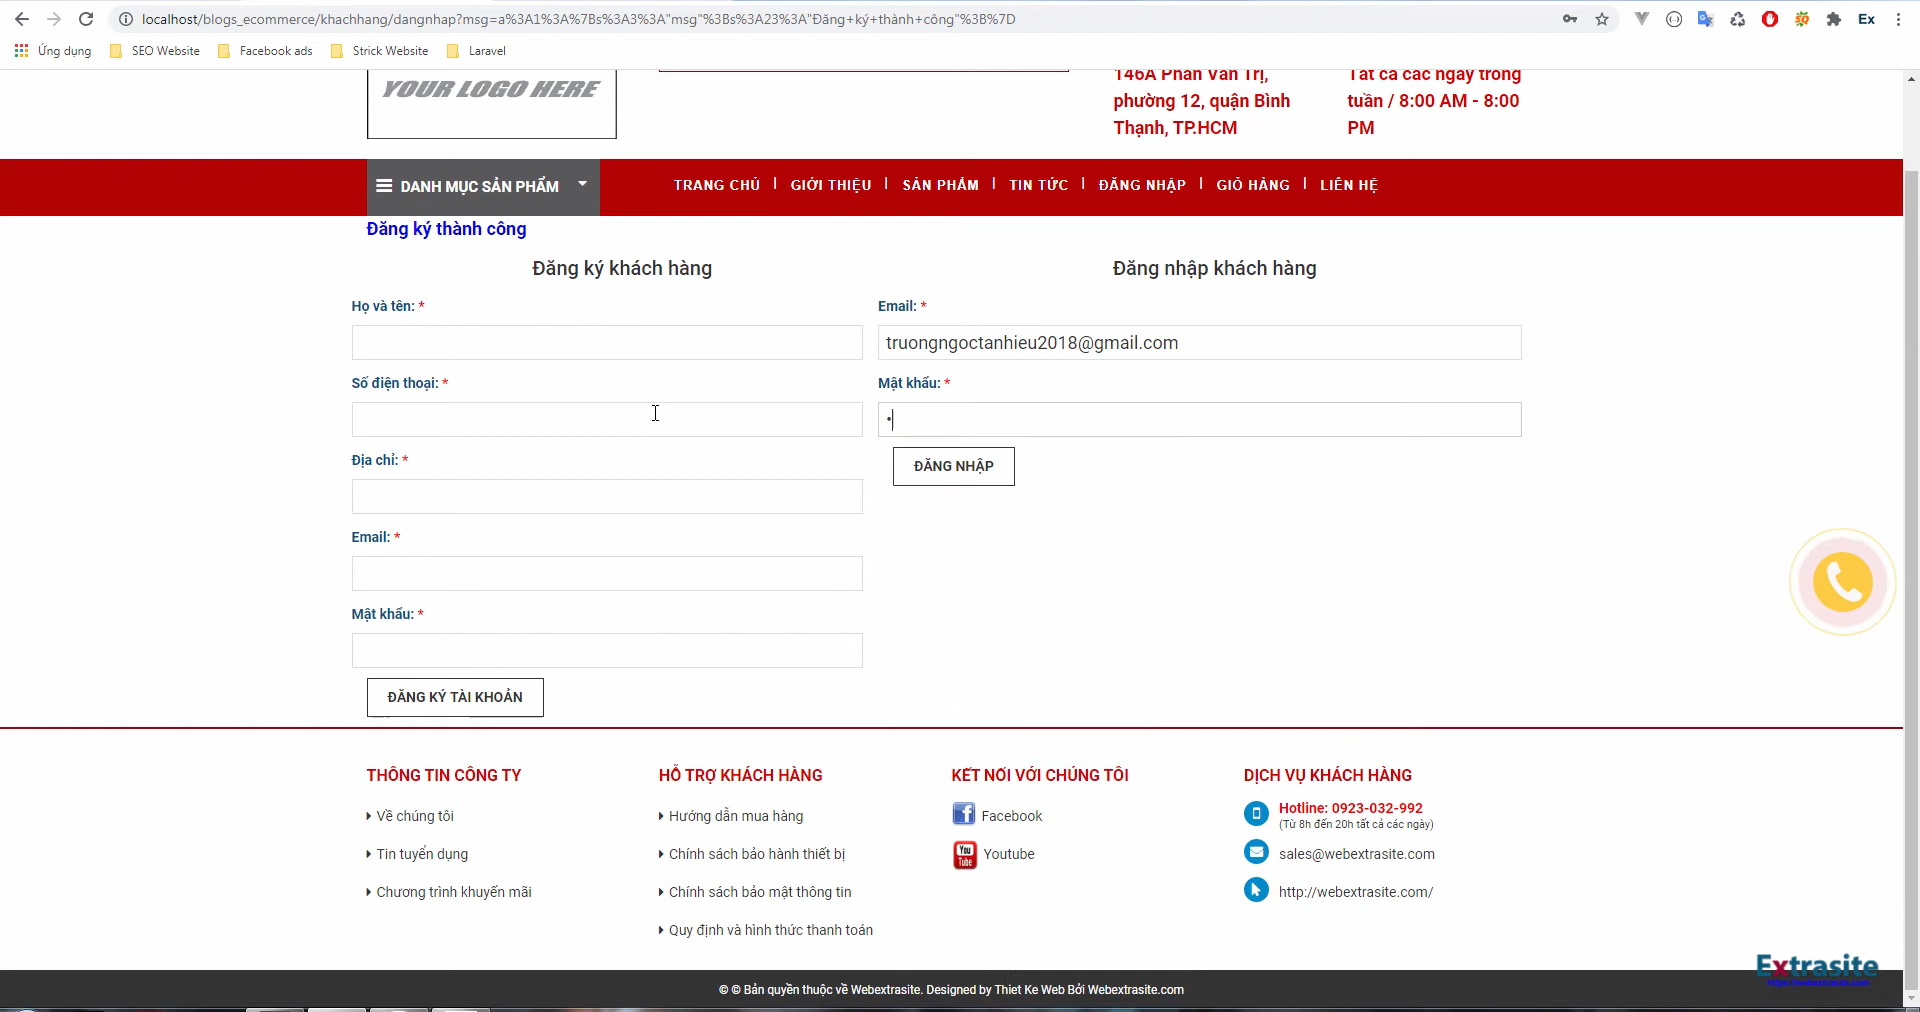 localhost/blogs_ecommerce/khachhang/dangnhap?msg=a%3A1%3A%7Bs%3A3%3A"msg"%3Bs%3A23%3A"Đăng+ký+thành+công"%3B%7D
Ex
Ứng dụng SEO Website Facebook ads Strick Website Laravel
YOUR LOGO HERE
146A Phan Văn Trị,
phường 12, quận Bình
Thạnh, TP.HCM
Tất cả các ngày trong
tuần / 8:00 AM - 8:00
PM
DANH MỤC SẢN PHẨM
TRANG CHỦ | GIỚI THIỆU | SẢN PHẨM | TIN TỨC | ĐĂNG NHẬP | GIỎ HÀNG | LIÊN HỆ
Đăng ký thành công
Đăng ký khách hàng
Họ và tên: *
Số điện thoại: *
Địa chỉ: *
Email: *
Mật khẩu: *
ĐĂNG KÝ TÀI KHOẢN
Đăng nhập khách hàng
Email: *
truongngoctanhieu2018@gmail.com
Mật khẩu: *
•
ĐĂNG NHẬP
THÔNG TIN CÔNG TY
Về chúng tôi
Tin tuyển dụng
Chương trình khuyến mãi
HỖ TRỢ KHÁCH HÀNG
Hướng dẫn mua hàng
Chính sách bảo hành thiết bị
Chính sách bảo mật thông tin
Quy định và hình thức thanh toán
KẾT NỐI VỚI CHÚNG TÔI
Facebook
You Tube Youtube
DỊCH VỤ KHÁCH HÀNG
Hotline: 0923-032-992
(Từ 8h đến 20h tất cả các ngày)
sales@webextrasite.com
http://webextrasite.com/
Extrasite
https://webextrasite.com/
© © Bản quyền thuộc về Webextrasite. Designed by Thiet Ke Web Bởi Webextrasite.com